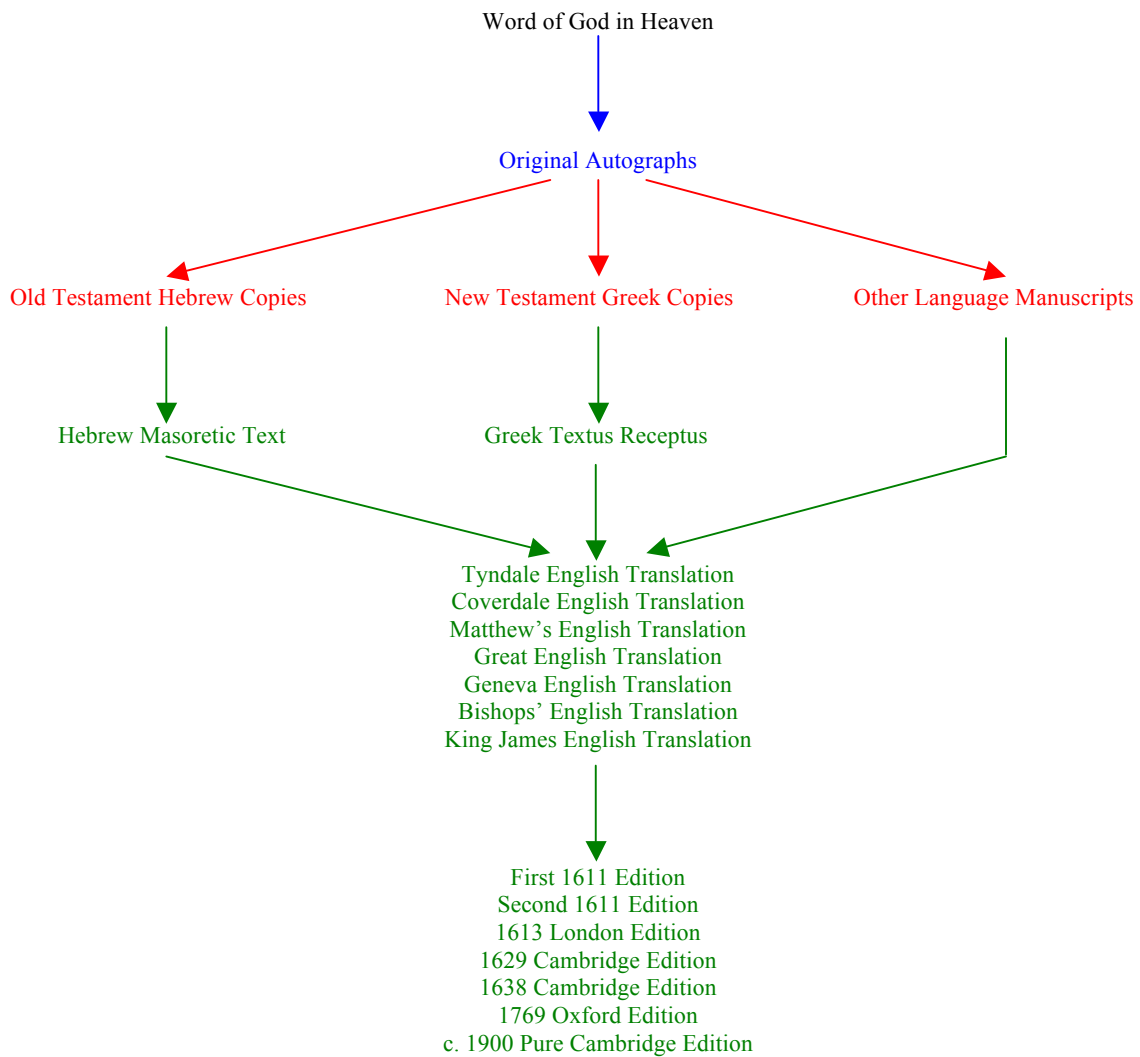 Word of God in Heaven
Original Autographs
Old Testament Hebrew Copies
New Testament Greek Copies
Other Language Manuscripts
Hebrew Masoretic Text
Greek Textus Receptus
Tyndale English Translation
Coverdale English Translation
Matthew’s English Translation
Great English Translation
Geneva English Translation
Bishops’ English Translation
King James English Translation
First 1611 Edition
Second 1611 Edition
1613 London Edition
1629 Cambridge Edition
1638 Cambridge Edition
1769 Oxford Edition
c. 1900 Pure Cambridge Edition